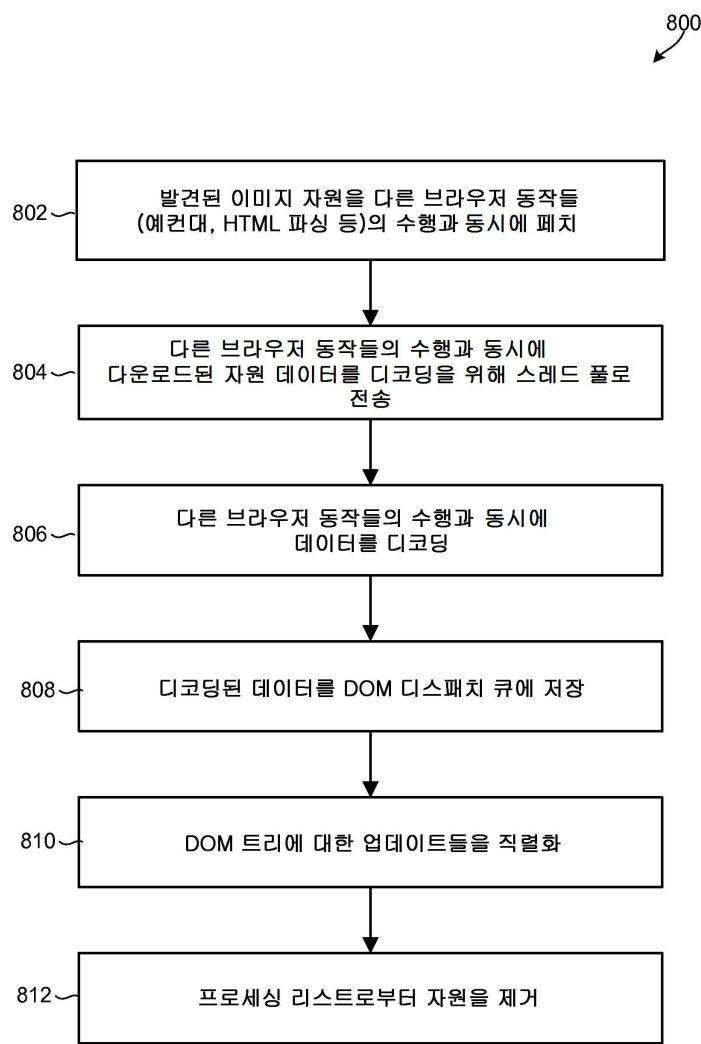 800
802
발견된 이미지 자원을 다른 브라우저 동작들
(예컨대, HTML 파싱 등)의 수행과 동시에 페치
804
다른 브라우저 동작들의 수행과 동시에
다운로드된 자원 데이터를 디코딩을 위해 스레드 풀로
전송
806
다른 브라우저 동작들의 수행과 동시에
데이터를 디코딩
808
디코딩된 데이터를 DOM 디스패치 큐에 저장
810
DOM 트리에 대한 업데이트들을 직렬화
812
프로세싱 리스트로부터 자원을 제거